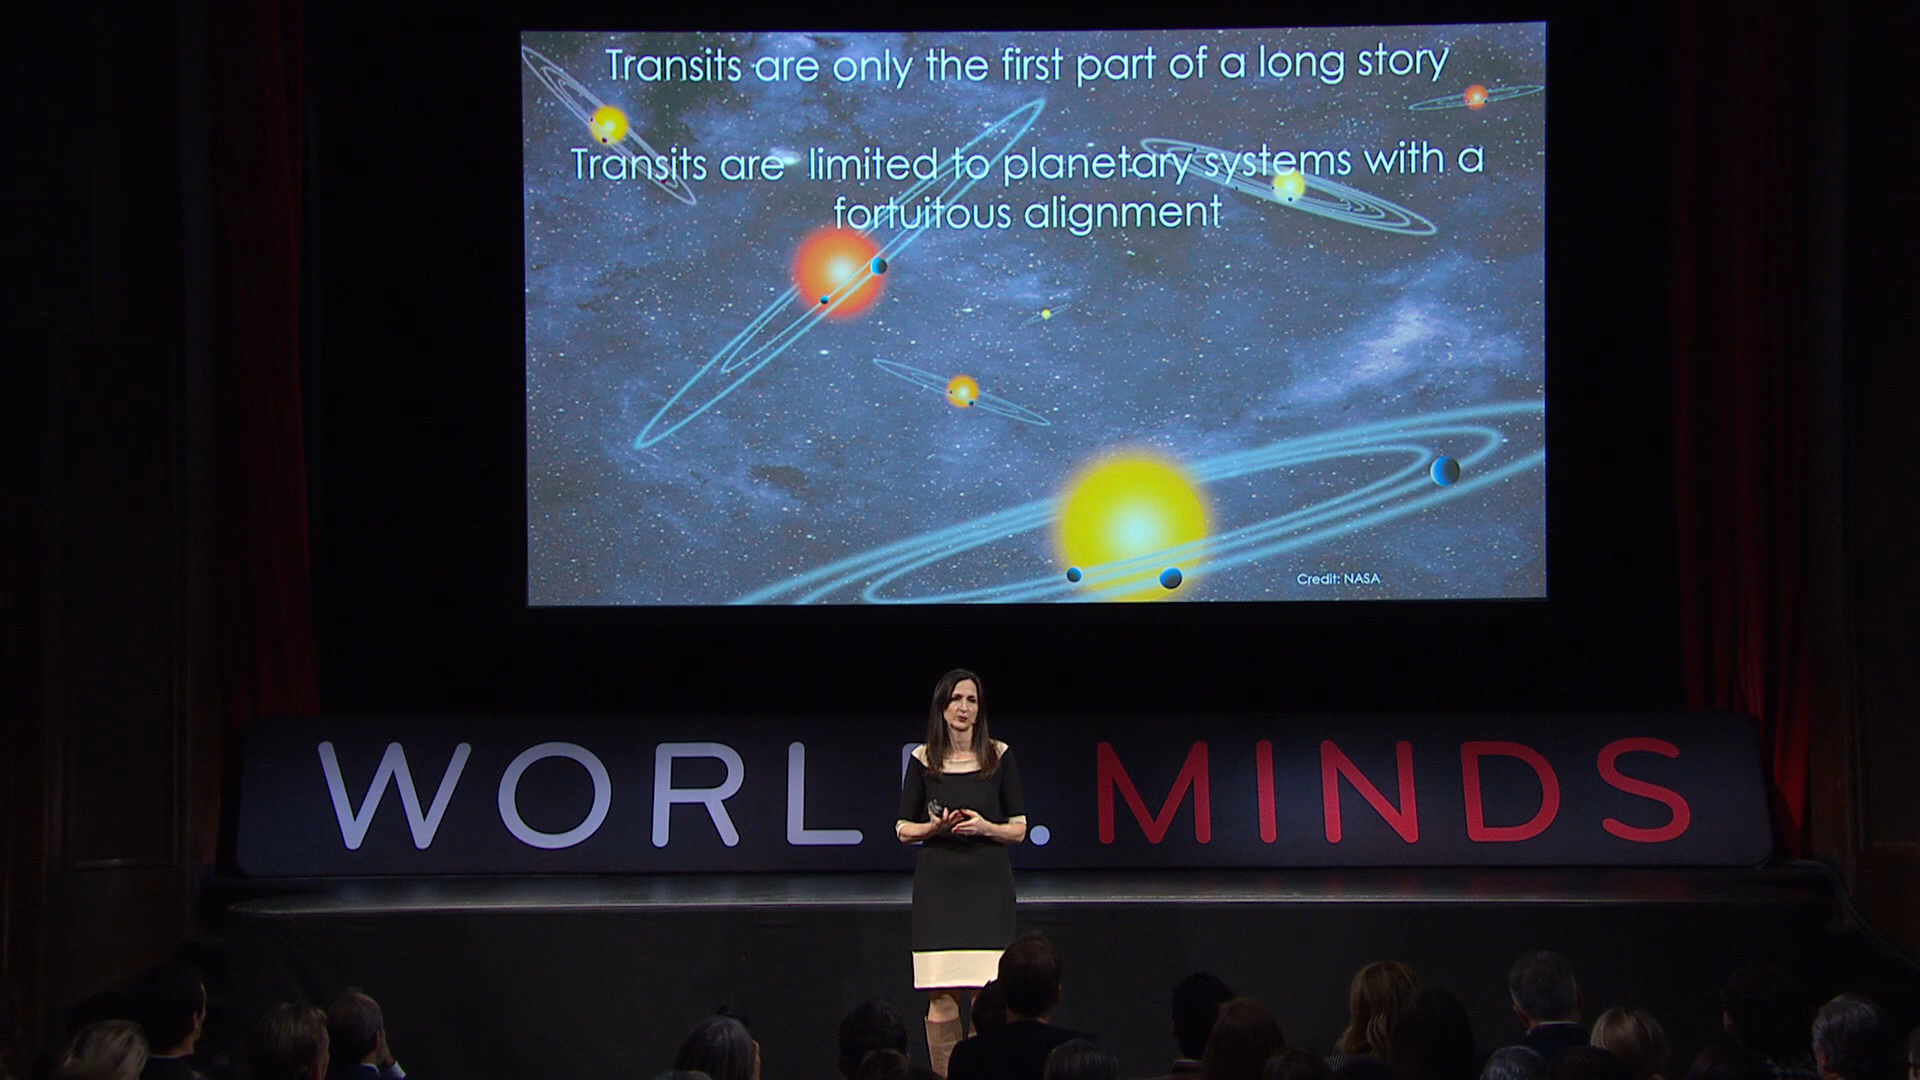 Transits are only the first part of a long story
Transits are limited to planetary systems with a
fortuitous alignment
Credit: NASA
WORL .MINDS